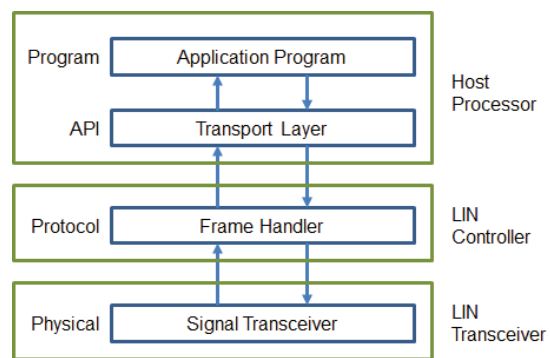 Program
Application Program
Host
Processor
API
Transport Layer
Protocol
Frame Handler
LIN
Controller
Physical
Signal Transceiver
LIN
Transceiver